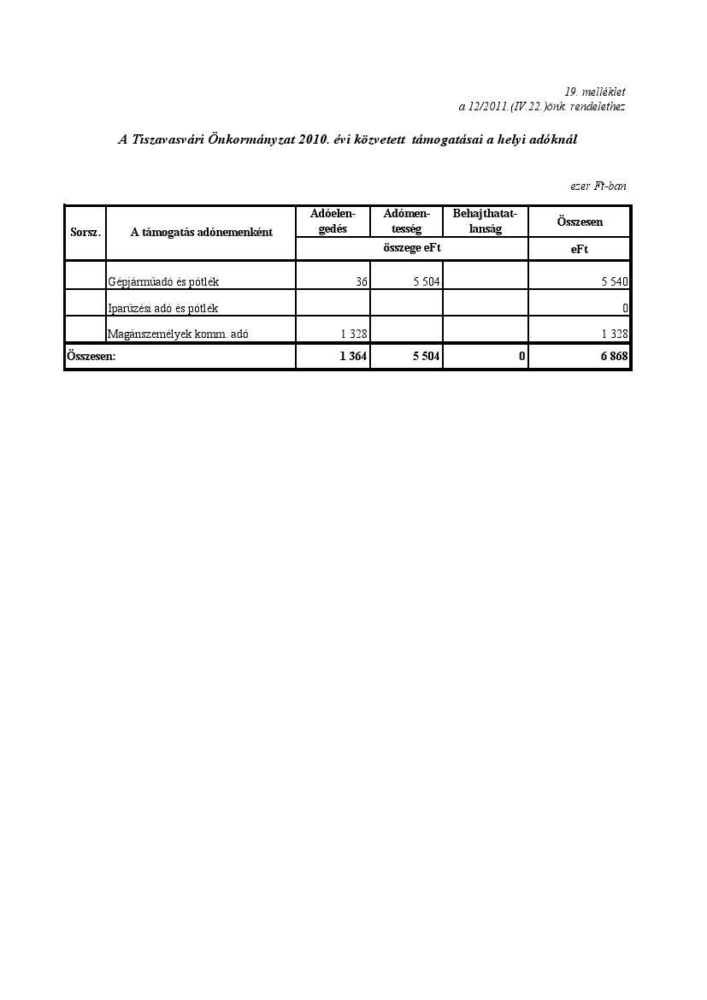 19. melléklet
a 12/2011.(IV.22.)önk. rendelethez
A Tiszavasvári Önkormányzat 2010. évi közvetett támogatásai a helyi adóknál
ezer Ft-ban
Sorsz. A támogatás adónemenként Adóelen- Adómen- Behajthatat- Összesen
gedés tesség lanság
összege eFt eFt
Gépjárműadó és pótlék 36 5 504 5 540
Iparűzési adó és pótlék 0
Magánszemélyek komm. adó 1 328 1 328
Összesen: 1 364 5 504 0 6 868